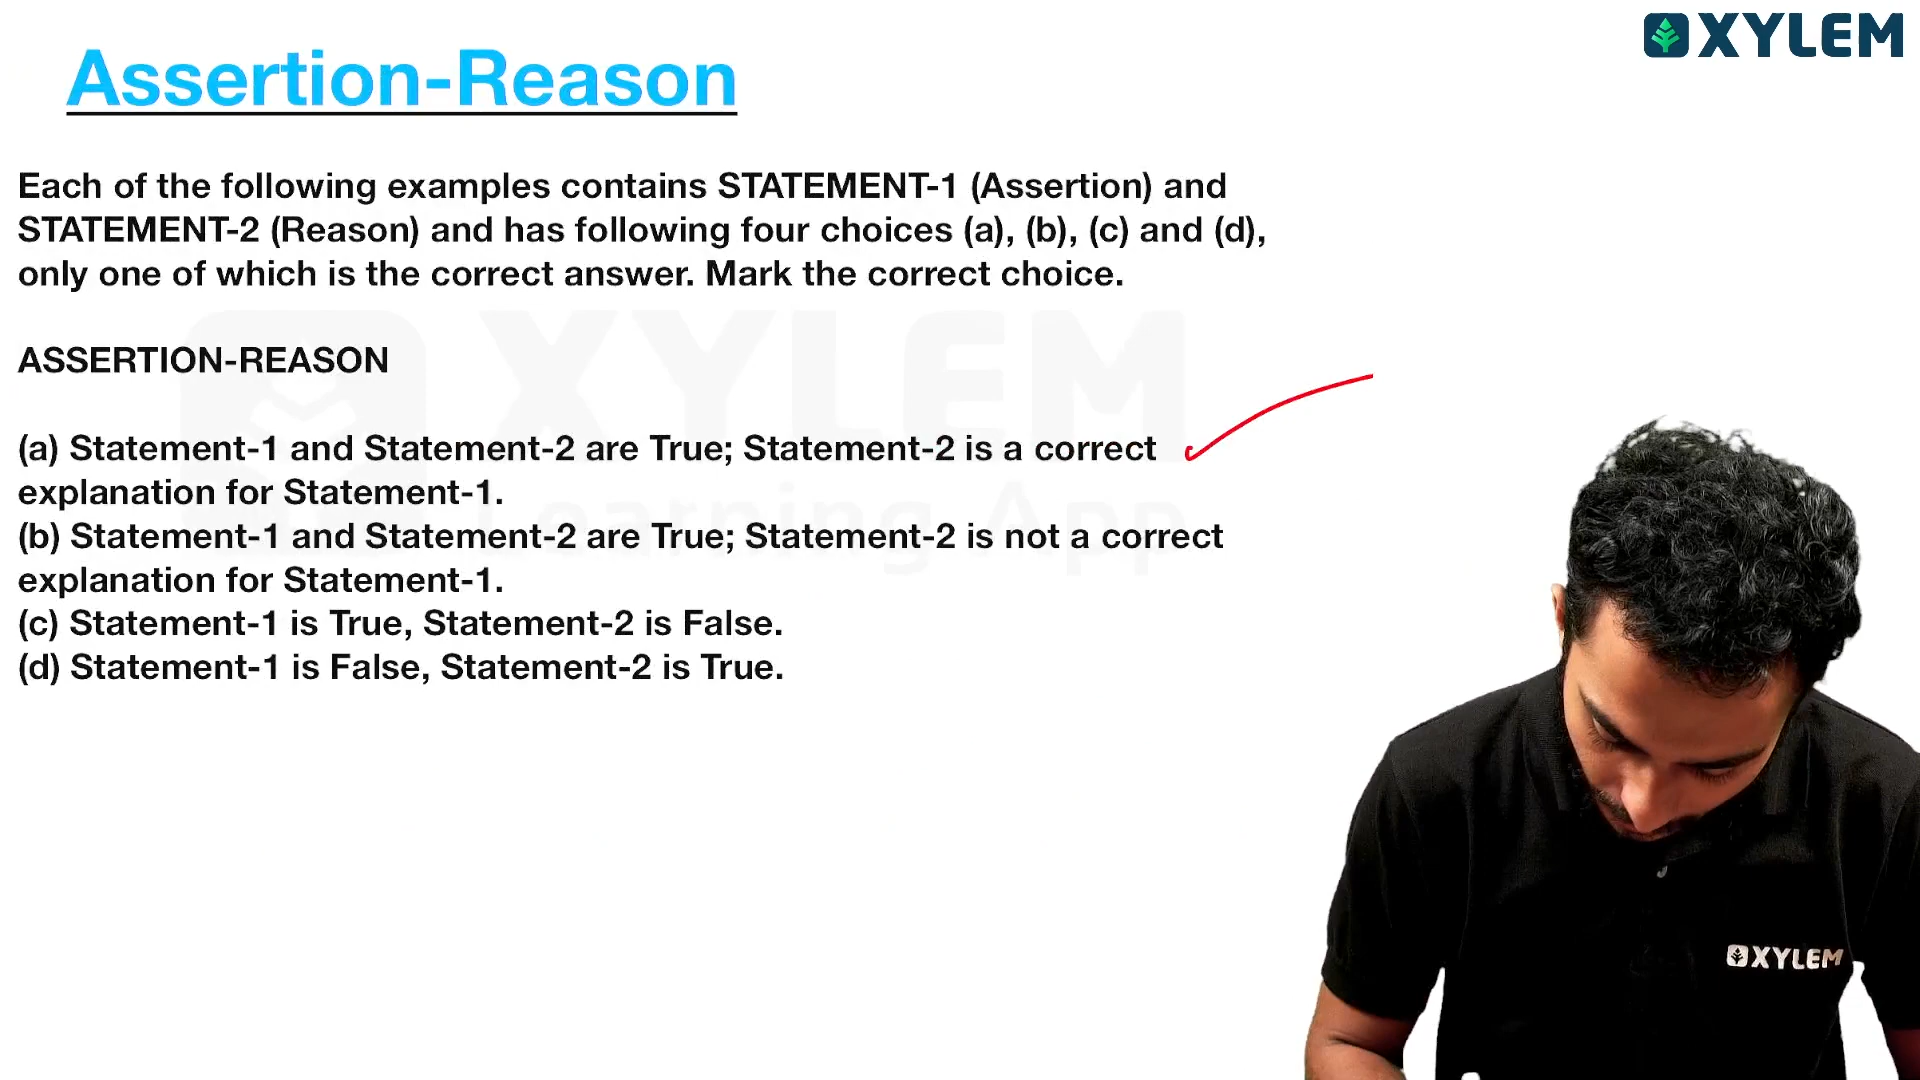 XYLEM
Assertion-Reason
Each of the following examples contains STATEMENT-1 (Assertion) and
STATEMENT-2 (Reason) and has following four choices (a), (b), (c) and (d),
only one of which is the correct answer. Mark the correct choice.
XYLEM
ASSERTION-REASON
(a) Statement-1 and Statement-2 are True; Statement-2 is a correct
explanation for Statement-1.
Learning App
(b) Statement-1 and Statement-2 are True; Statement-2 is not a correct
explanation for Statement-1.
(c) Statement-1 is True, Statement-2 is False.
(d) Statement-1 is False, Statement-2 is True.
XYLEM